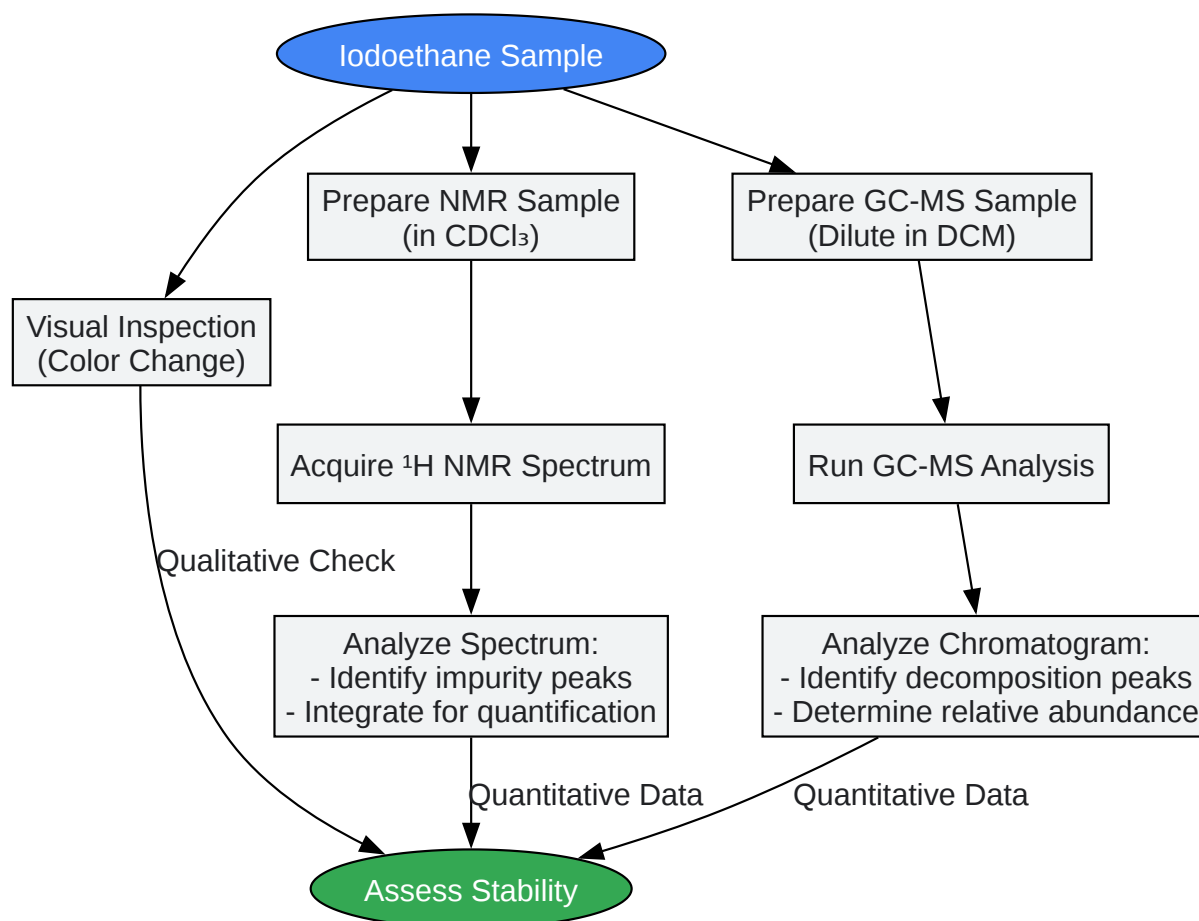 Iodoethane Sample
Prepare NMR Sample
(in CDCl₃)
Prepare GC-MS Sample
(Dilute in DCM)
Visual Inspection
(Color Change)
Acquire ¹H NMR Spectrum
Run GC-MS Analysis
Qualitative Check
Analyze Spectrum:
- Identify impurity peaks
- Integrate for quantification
Analyze Chromatogram:
- Identify decomposition peaks
- Determine relative abundance
Quantitative Data
Quantitative Data
Assess Stability